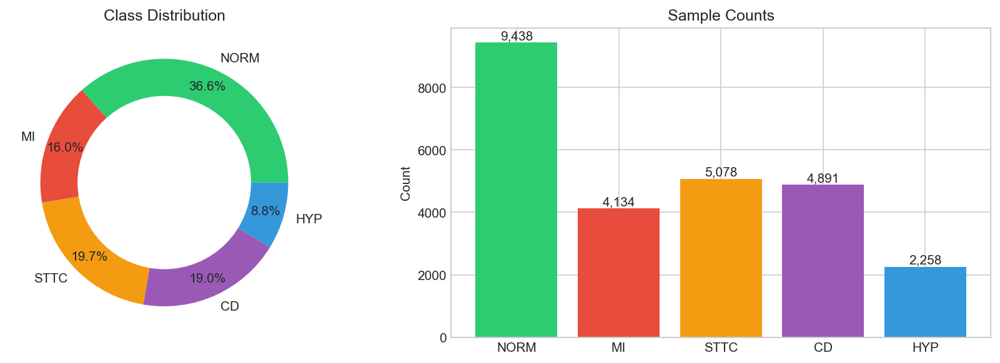 Class Distribution
NORM
36.6%
MI
16.0%
STTC
19.7%
CD
19.0%
HYP
8.8%
Sample Counts
Count
8000
6000
4000
2000
0
9,438
4,134
5,078
4,891
2,258
NORM
MI
STTC
CD
HYP